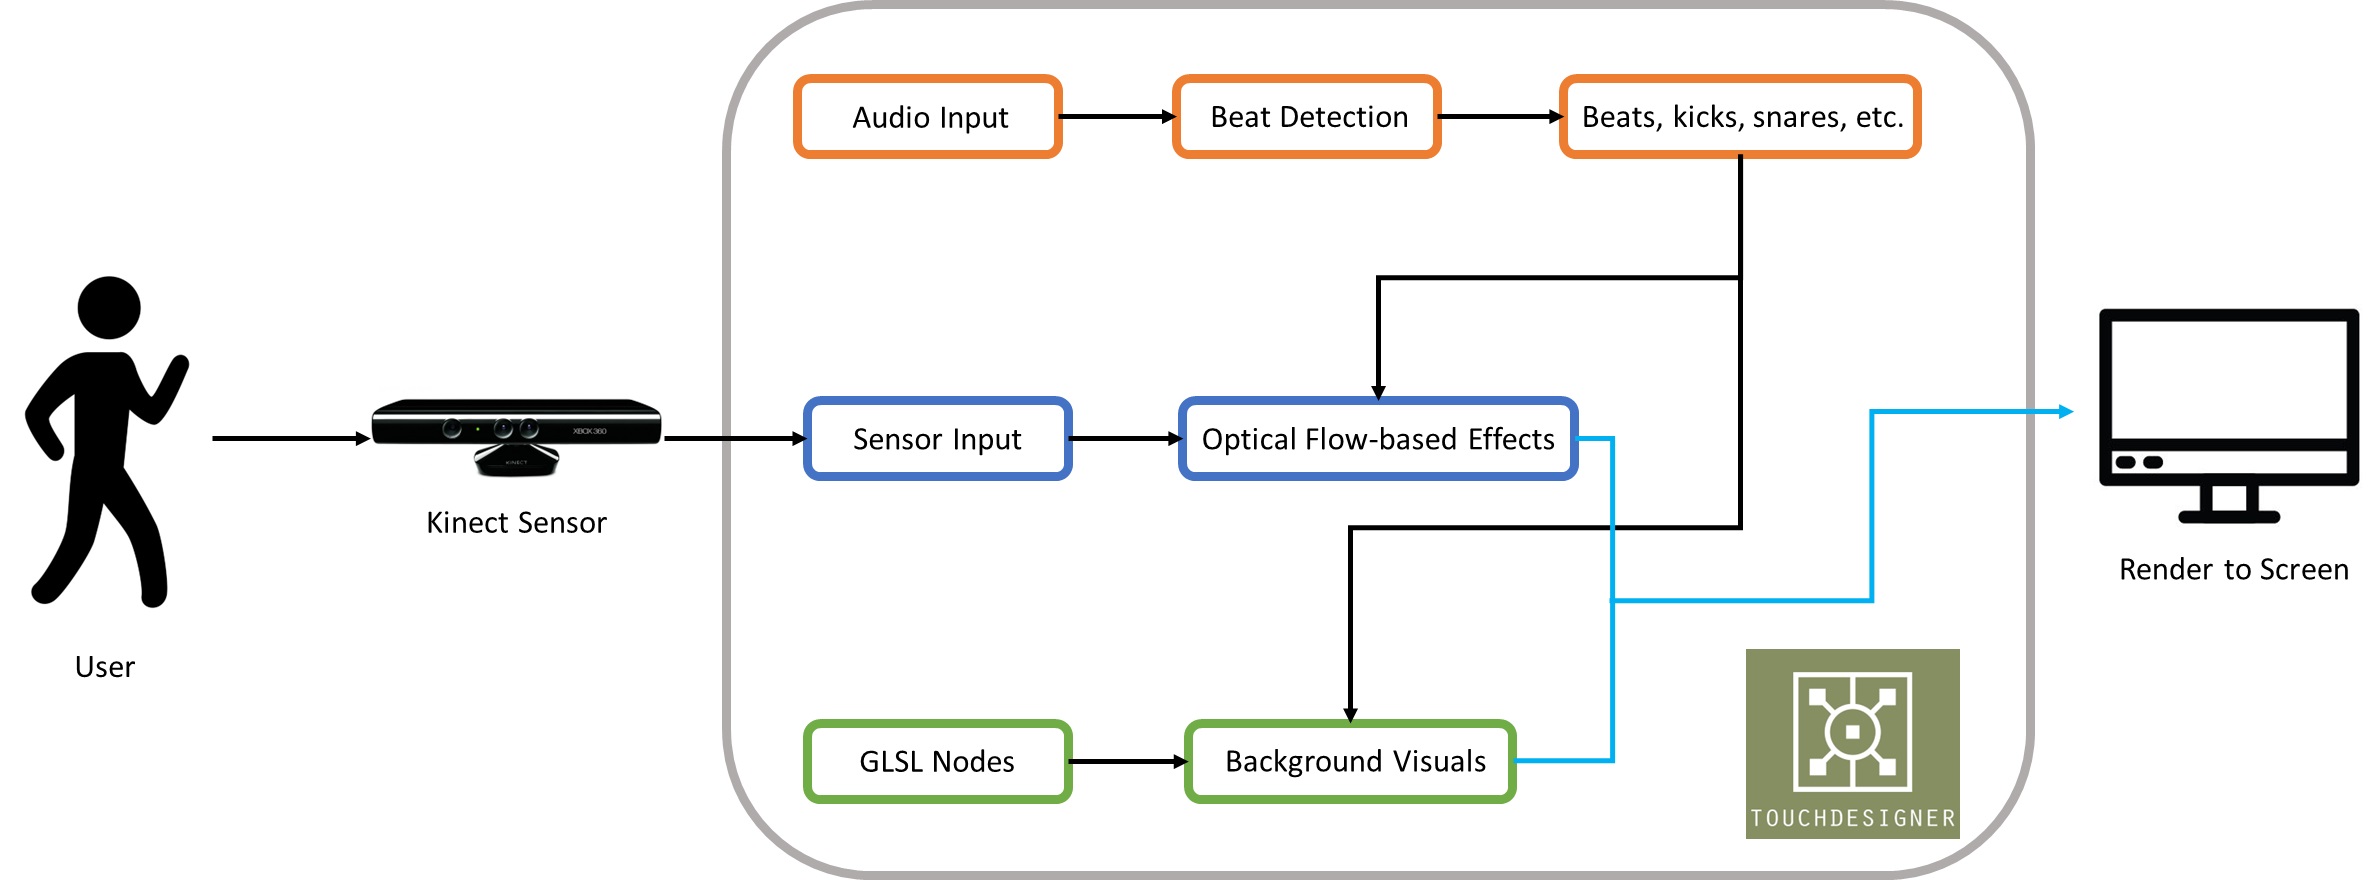 Audio Input
Beat Detection
Beats, kicks, snares, etc.
XBOX 360
KINECT
Sensor Input
Optical Flow-based Effects
Kinect Sensor
Render to Screen
User
GLSL Nodes
Background Visuals
TOUCHDESIGNER